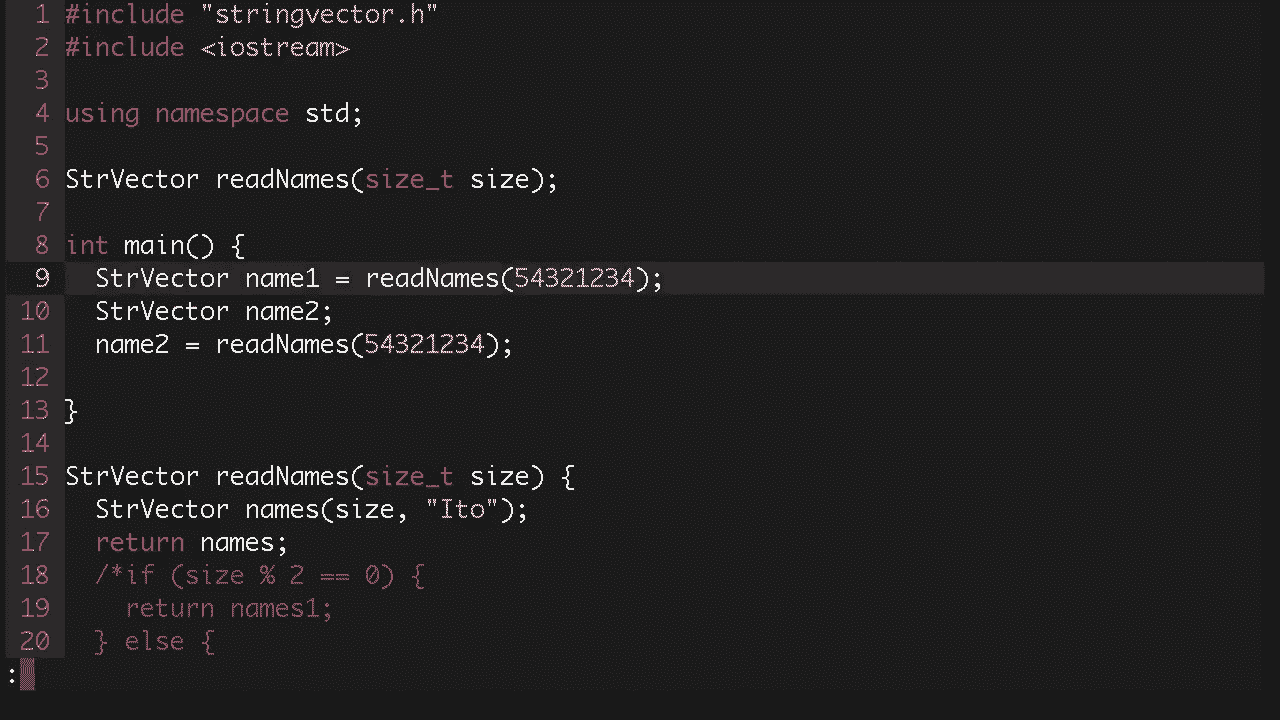 1 #include "stringvector.h"
2 #include <iostream>
3
4 using namespace std;
5
6 StrVector readNames(size_t size);
7
8 int main() {
9   StrVector name1 = readNames(54321234);
10   StrVector name2;
11   name2 = readNames(54321234);
12
13 }
14
15 StrVector readNames(size_t size) {
16   StrVector names(size, "Ito");
17   return names;
18   /*if (size % 2 == 0) {
19     return names1;
20   } else {
: